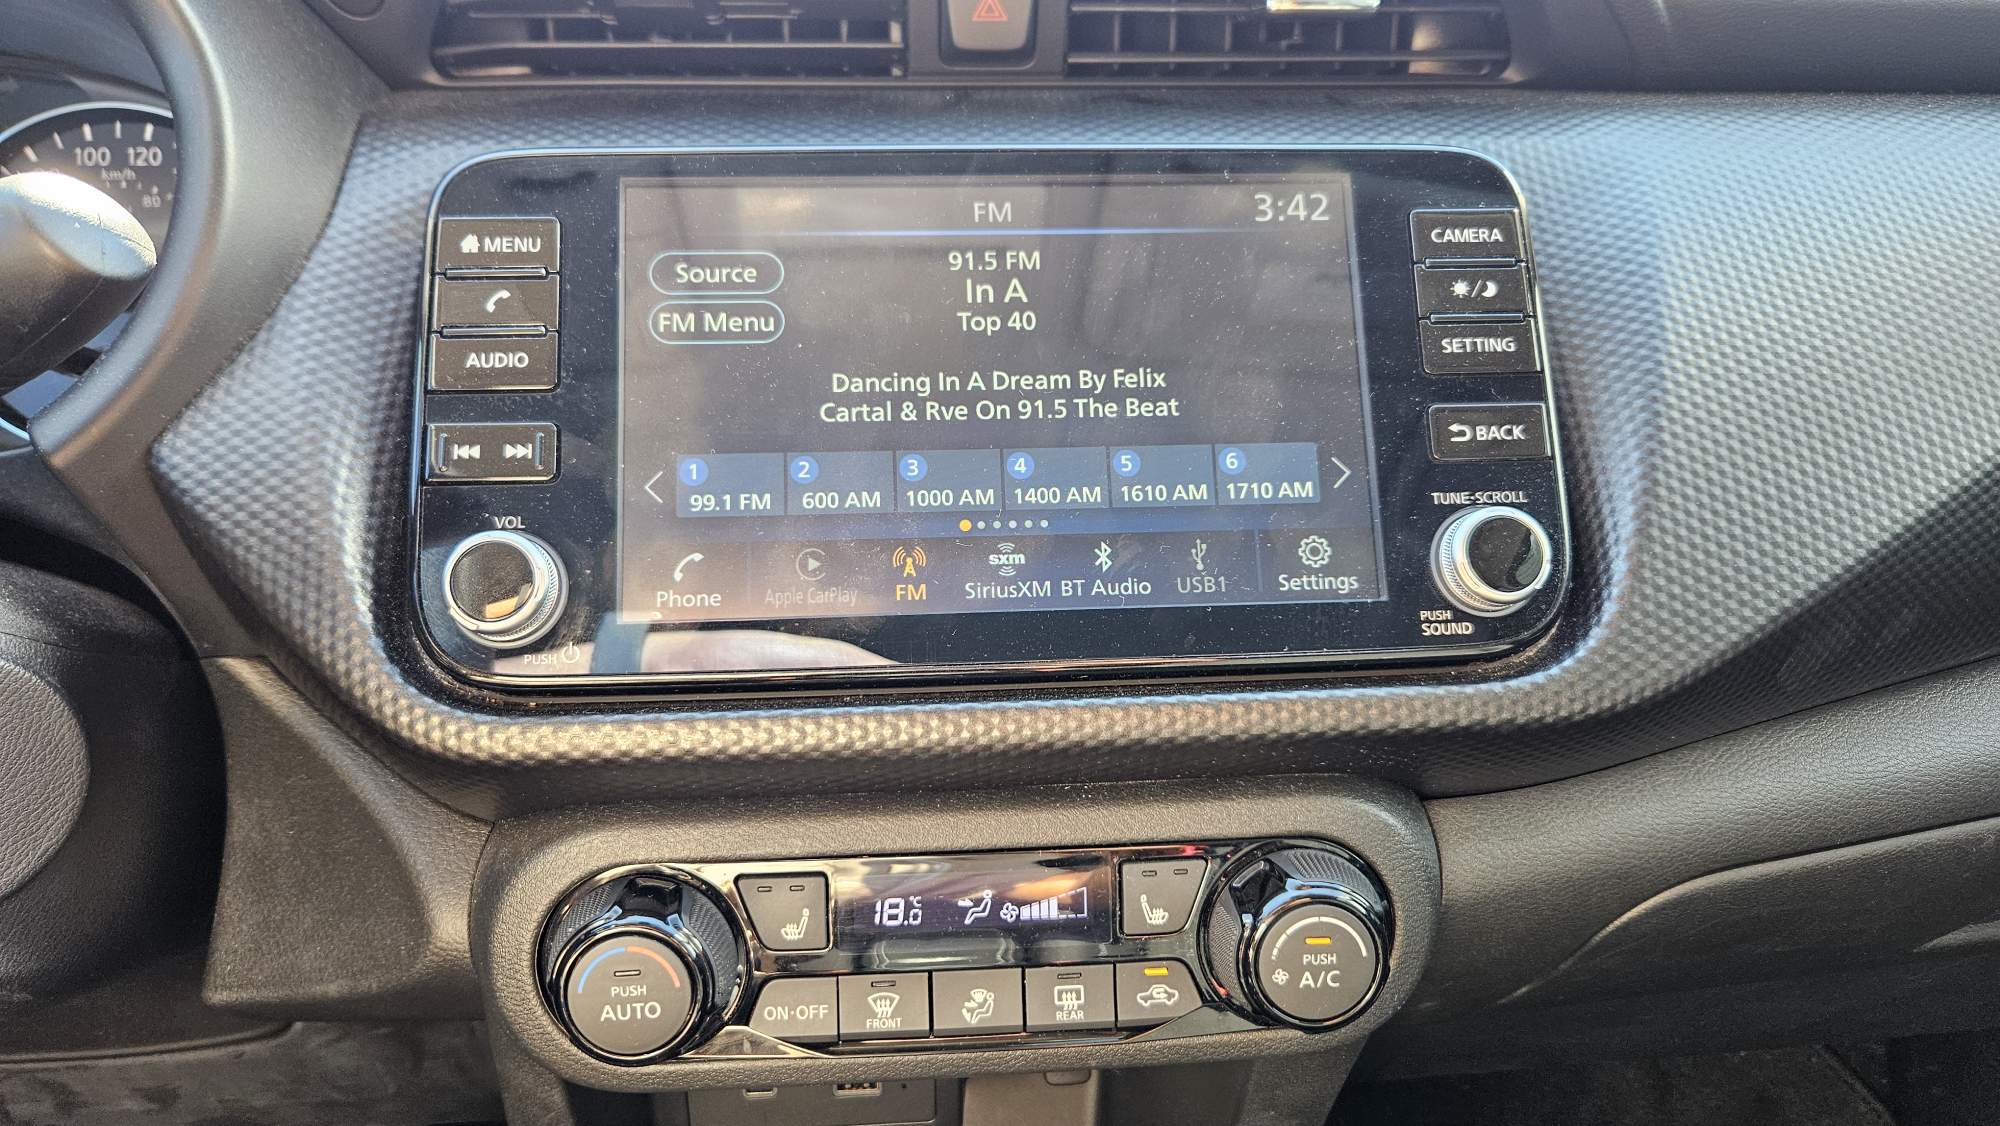 100 120
km/h
80
MENU
AUDIO
VOL
PUSH
FM
3:42
Source
FM Menu
91.5 FM
In A
Top 40
Dancing In A Dream By Felix
Cartal & Rve On 91.5 The Beat
1 2 3 4 5 6
99.1 FM 600 AM 1000 AM 1400 AM 1610 AM 1710 AM
sxm
Phone Apple CarPlay FM SiriusXM BT Audio USB1 Settings
CAMERA
SETTING
BACK
TUNE·SCROLL
PUSH
SOUND
18.0 °C
PUSH
AUTO
ON·OFF
FRONT
REAR
PUSH
A/C